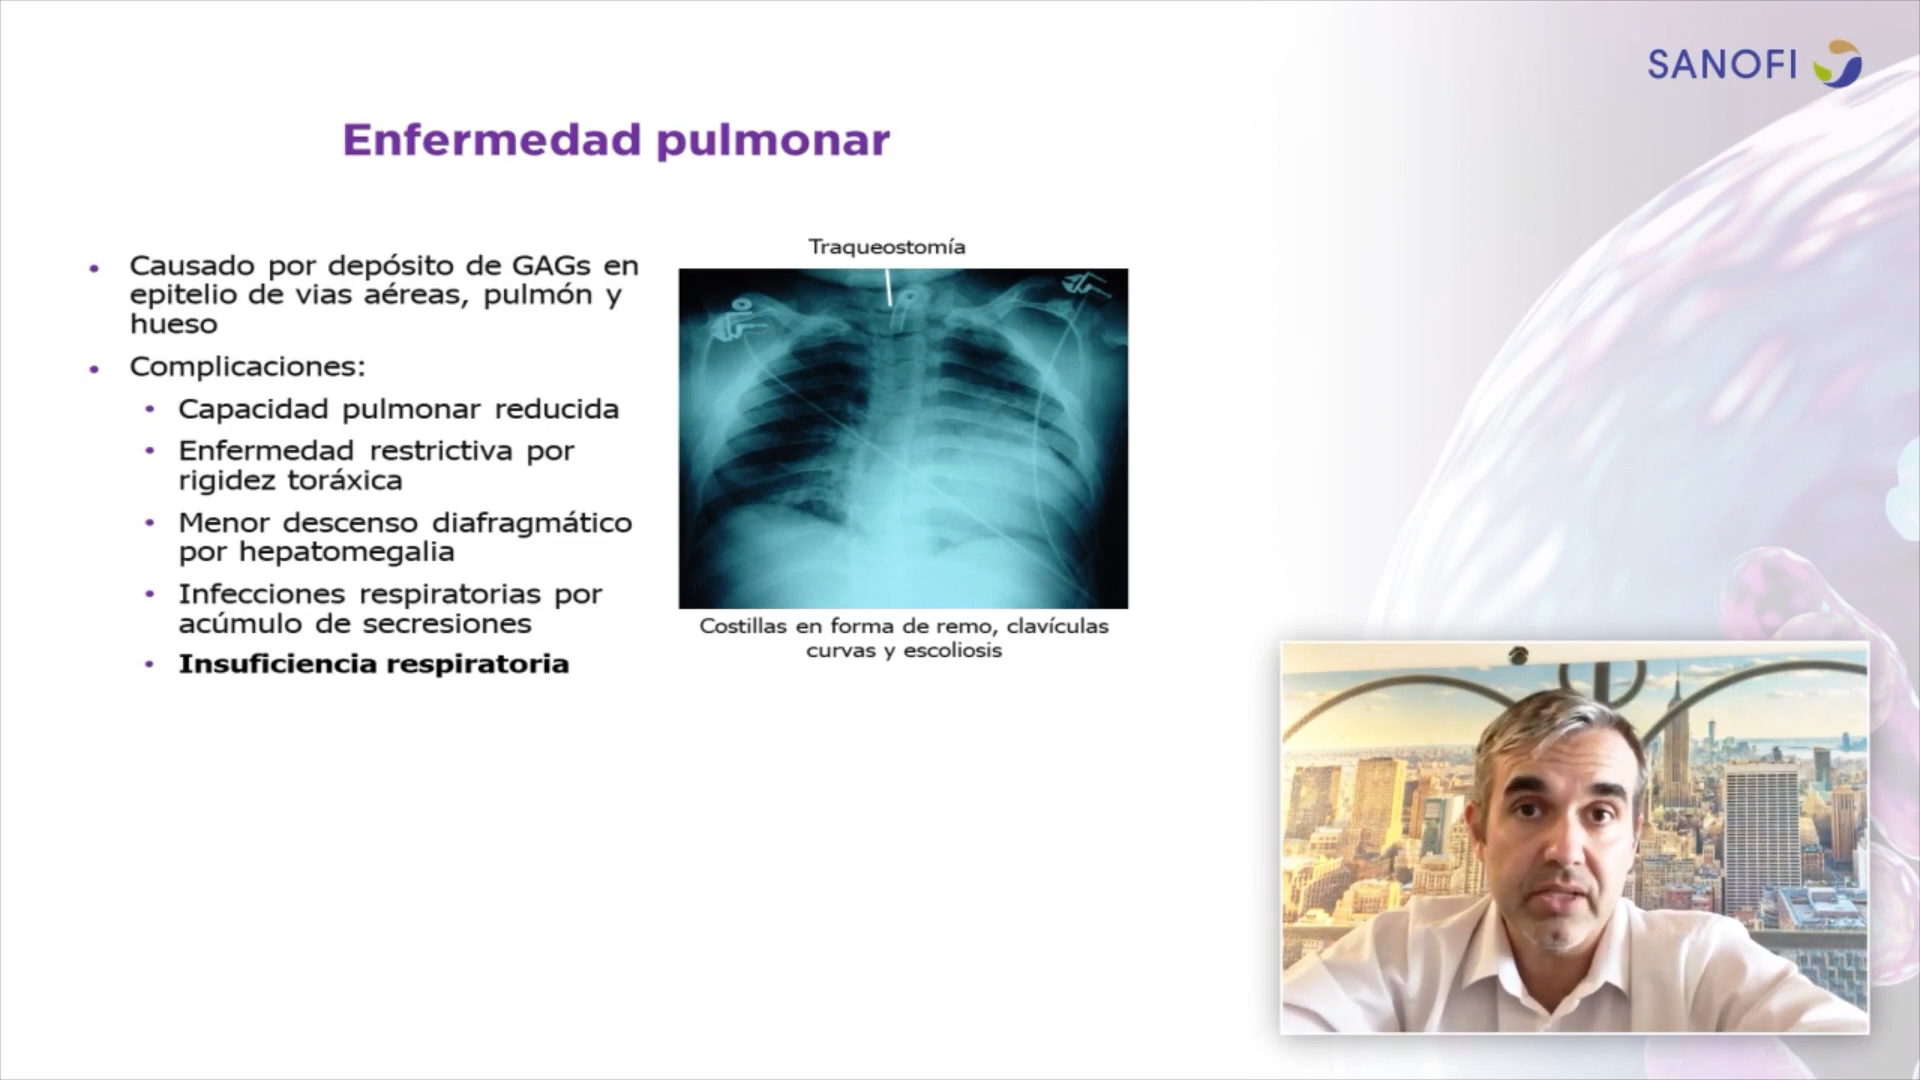 SANOFI
Enfermedad pulmonar
• Causado por depósito de GAGs en
epitelio de vias aéreas, pulmón y
hueso
• Complicaciones:
• Capacidad pulmonar reducida
• Enfermedad restrictiva por
rigidez toráxica
• Menor descenso diafragmático
por hepatomegalia
• Infecciones respiratorias por
acúmulo de secresiones
• Insuficiencia respiratoria
Traqueostomía
Costillas en forma de remo, clavículas
curvas y escoliosis